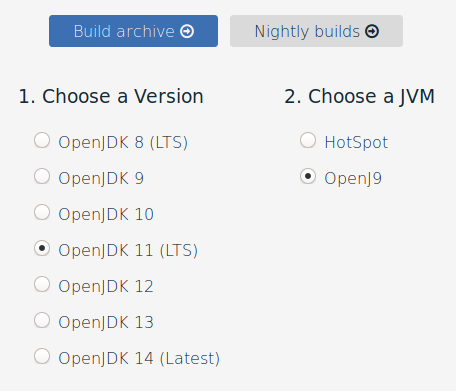 Build archive
Nightly builds
1. Choose a Version
2. Choose a JVM
OpenJDK 8 (LTS)
OpenJDK 9
OpenJDK 10
OpenJDK 11 (LTS)
OpenJDK 12
OpenJDK 13
OpenJDK 14 (Latest)
HotSpot
OpenJ9